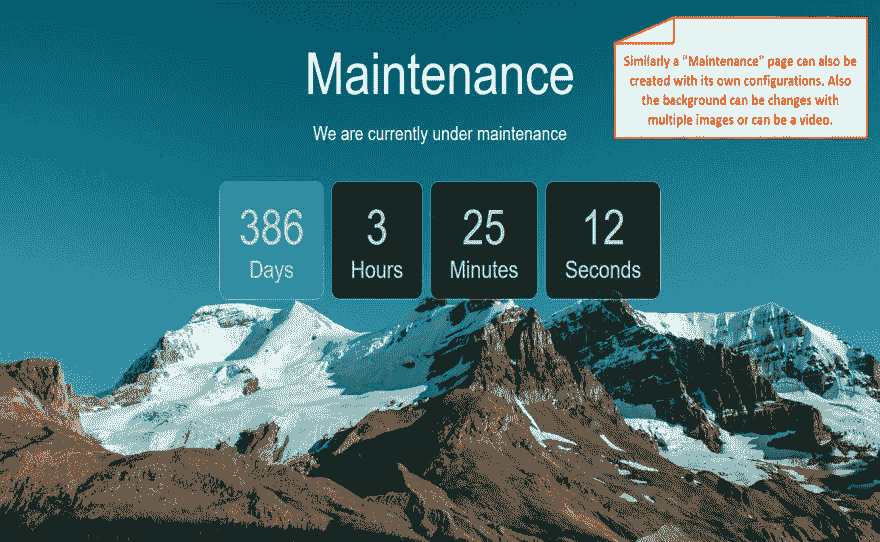 Maintenance
We are currently under maintenance
Similarly a "Maintenance" page can also be
created with its own configurations. Also
the background can be changes with
multiple images or can be a video.
386 3 25 12
Days Hours Minutes Seconds